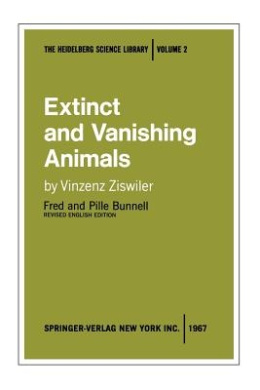 THE HEIDELBERG SCIENCE LIBRARY | VOLUME 2
Extinct
and Vanishing
Animals
by Vinzenz Ziswiler
Fred and Pille Bunnell
REVISED ENGLISH EDITION
SPRINGER-VERLAG NEW YORK INC. | 1967